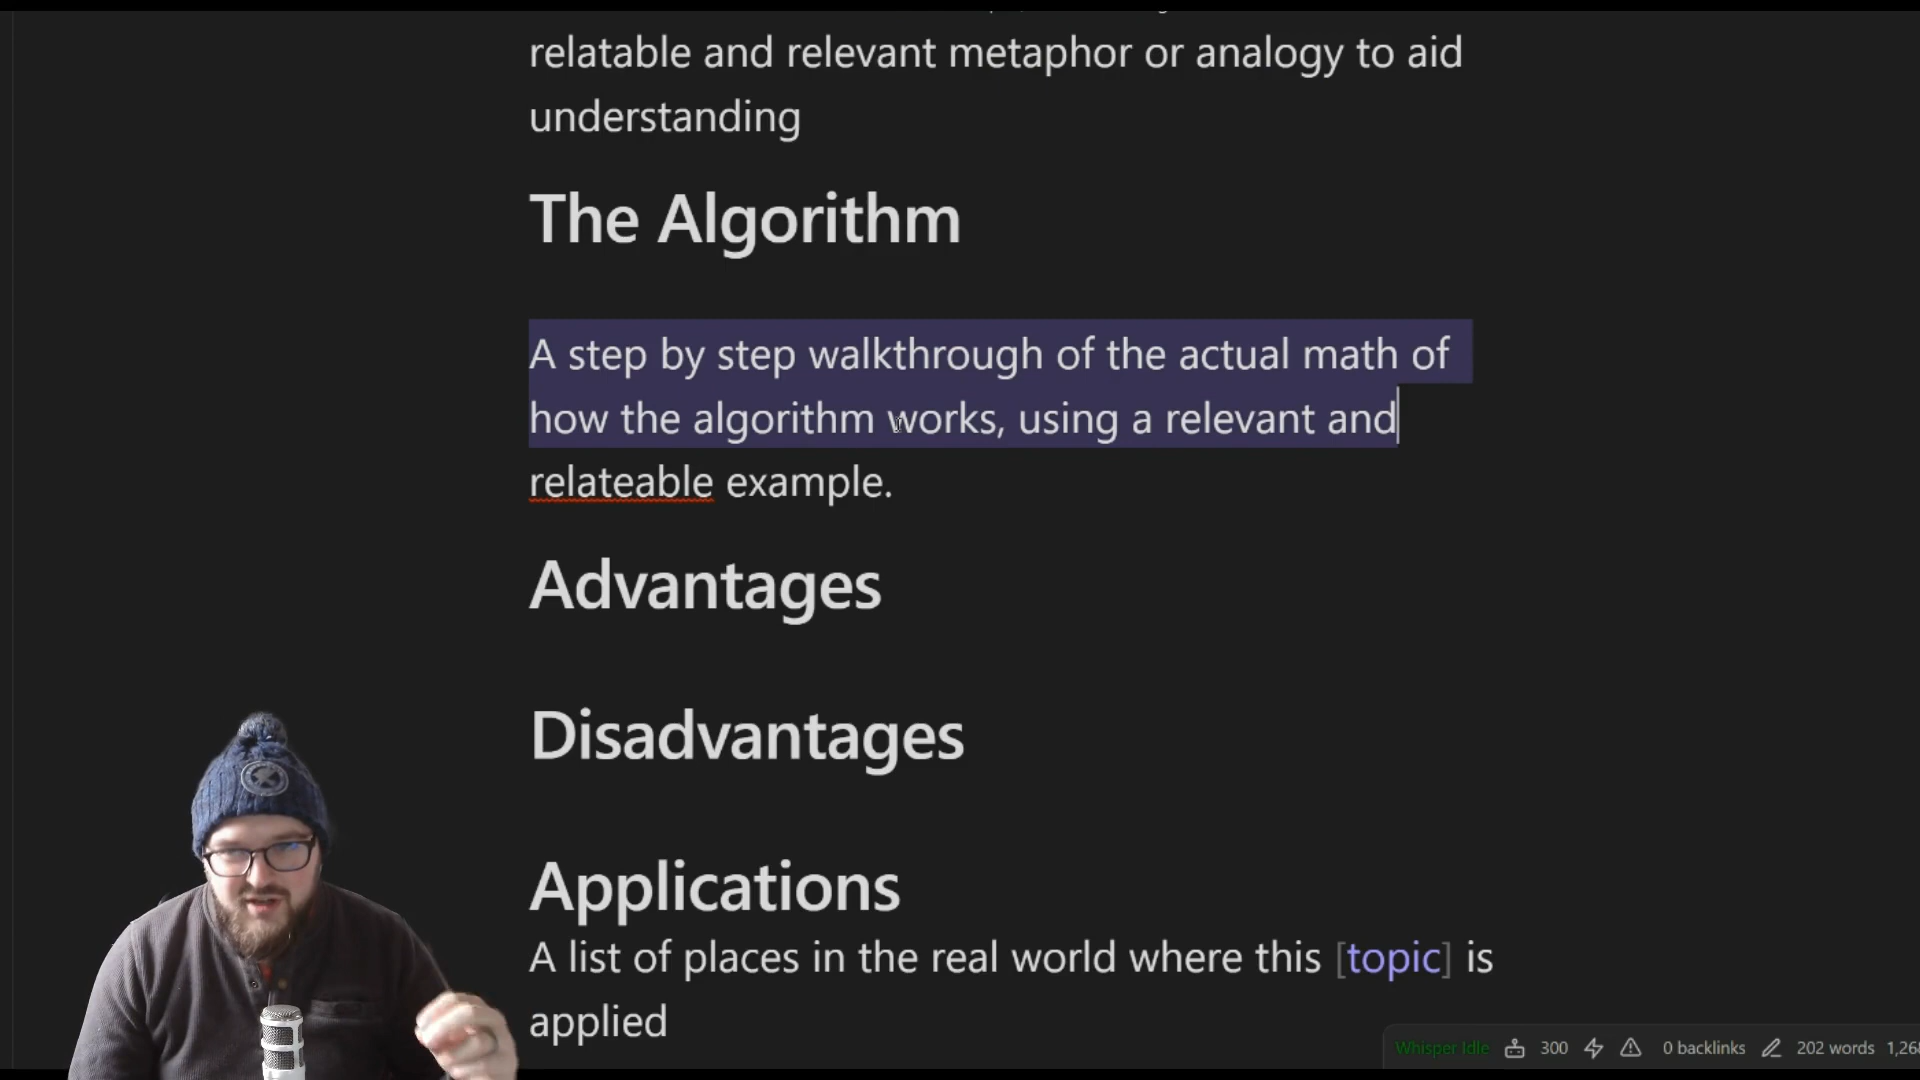 relatable and relevant metaphor or analogy to aid
understanding
The Algorithm
A step by step walkthrough of the actual math of
how the algorithm works, using a relevant and
relateable example.
Advantages
Disadvantages
Applications
A list of places in the real world where this [topic] is
applied
Whisper Idle 300 0 backlinks 202 words 1,26